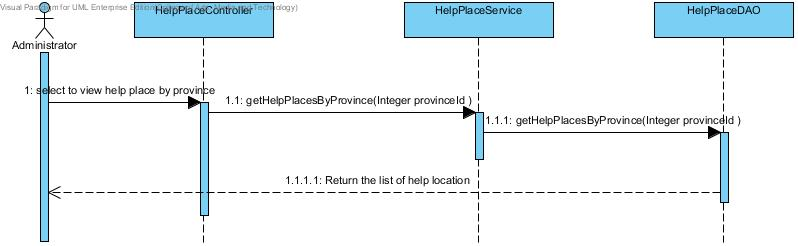 Visual Paradigm for UML Enterprise Edition
and Technology)
HelpPlaceController
HelpPlaceService
HelpPlaceDAO
Administrator
1: select to view help place by province
1.1: getHelpPlacesByProvince(Integer provinceId )
1.1.1: getHelpPlacesByProvince(Integer provinceId )
1.1.1.1: Return the list of help location